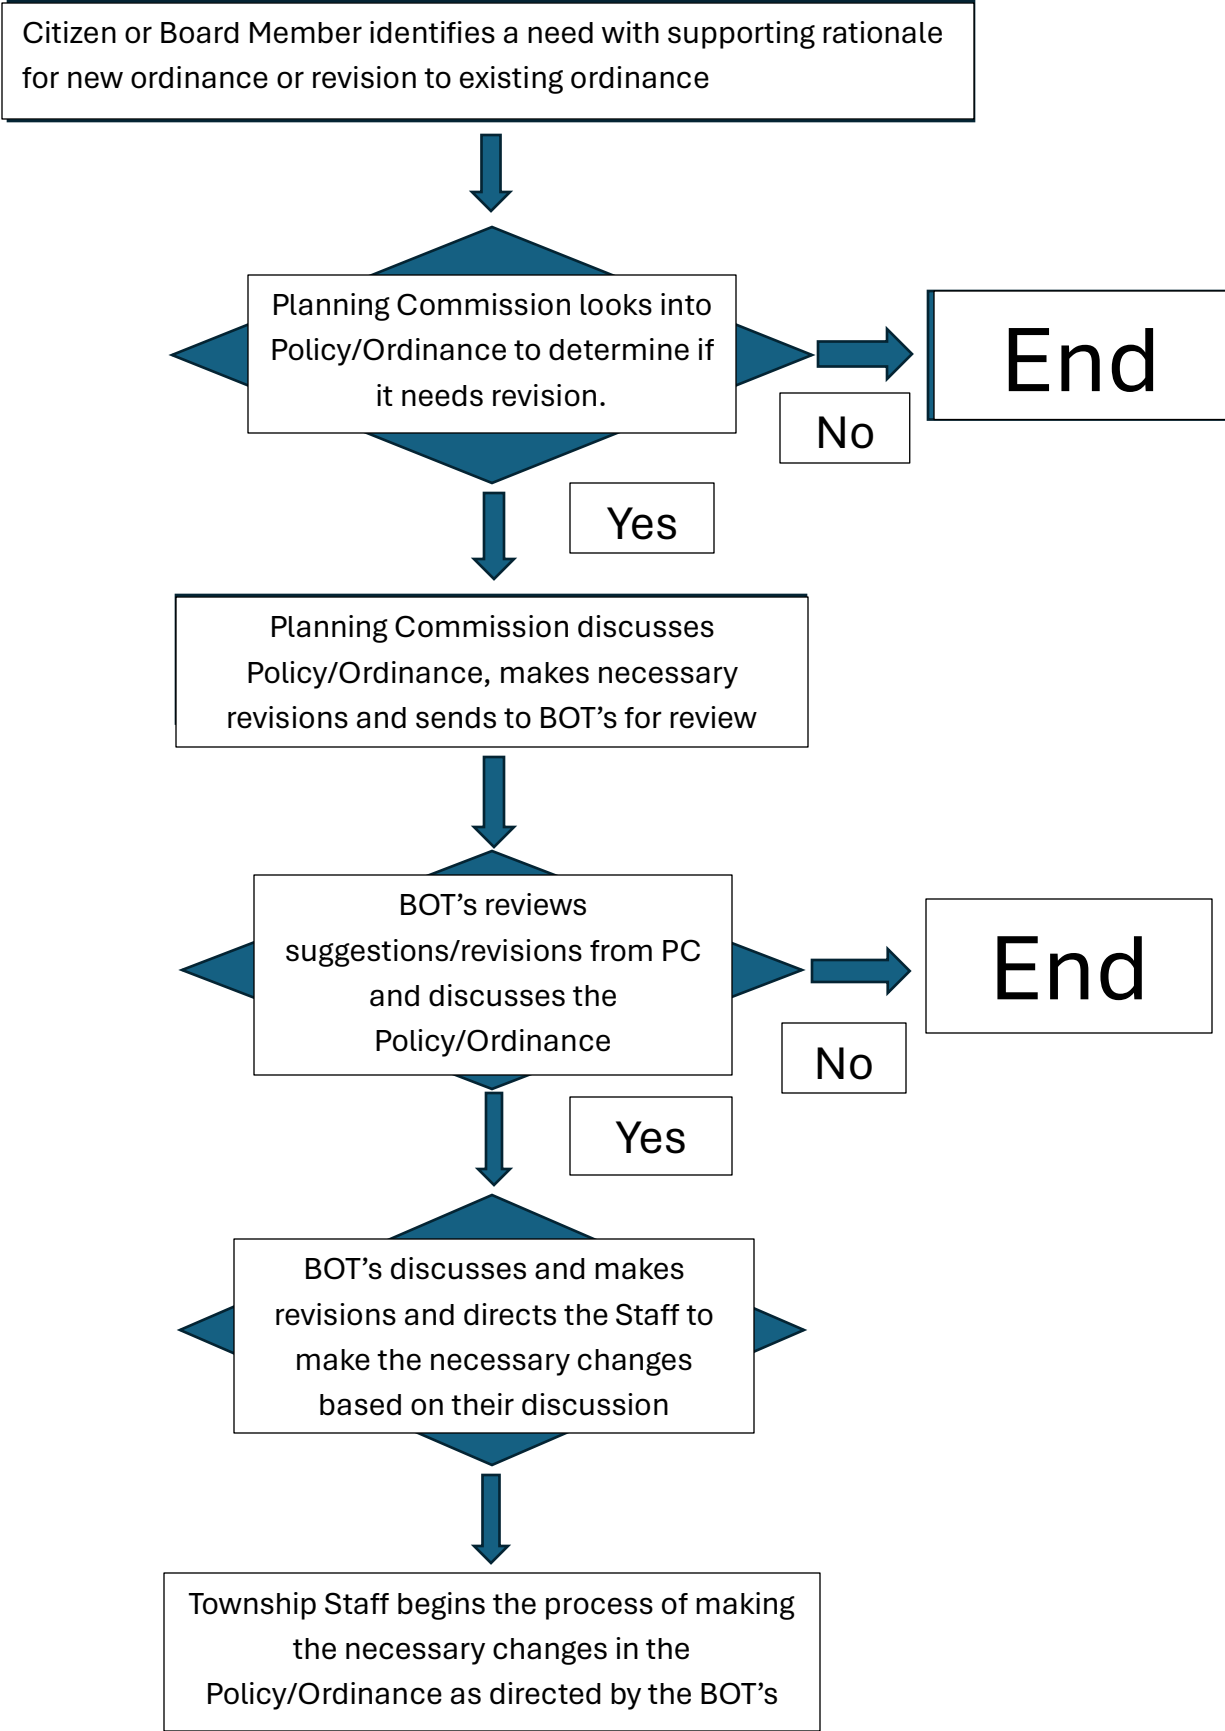 Citizen or Board Member identifies a need with supporting rationale
for new ordinance or revision to existing ordinance
Planning Commission looks into
Policy/Ordinance to determine if
it needs revision.
End
No
Yes
Planning Commission discusses
Policy/Ordinance, makes necessary
revisions and sends to BOT’s for review
BOT’s reviews
suggestions/revisions from PC
and discusses the
Policy/Ordinance
End
No
Yes
BOT’s discusses and makes
revisions and directs the Staff to
make the necessary changes
based on their discussion
Township Staff begins the process of making
the necessary changes in the
Policy/Ordinance as directed by the BOT’s